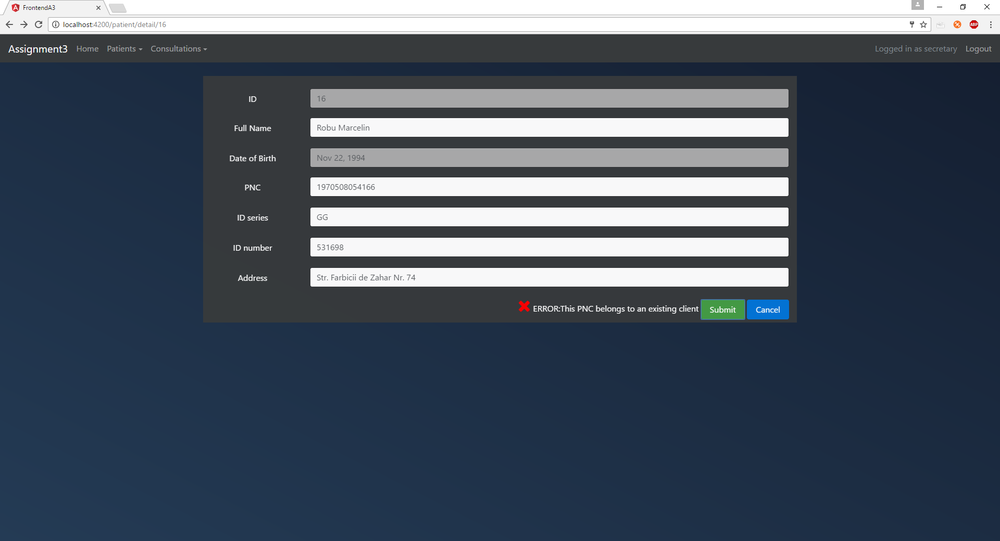 FrontendA3
localhost:4200/patient/detail/16
ABP
Assignment3 Home Patients Consultations Logged in as secretary Logout
ID 16
Full Name Robu Marcelin
Date of Birth Nov 22, 1994
PNC 1970508054166
ID series GG
ID number 531698
Address Str. Farbicii de Zahar Nr. 74
ERROR:This PNC belongs to an existing client Submit Cancel